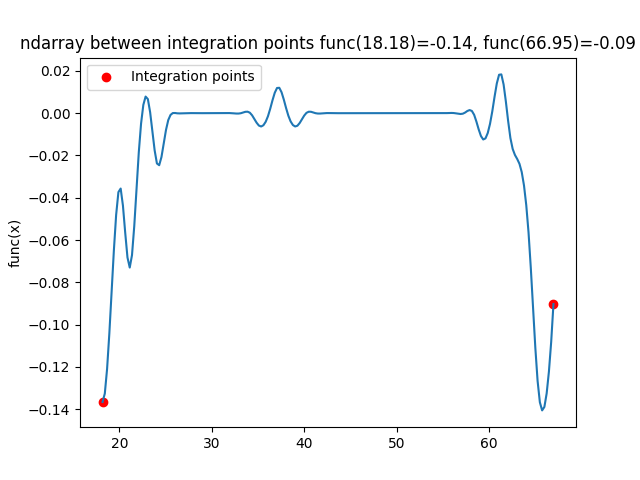 ndarray between integration points func(18.18)=-0.14, func(66.95)=-0.09
Integration points
func(x)
0.02
0.00
−0.02
−0.04
−0.06
−0.08
−0.10
−0.12
−0.14
20 30 40 50 60